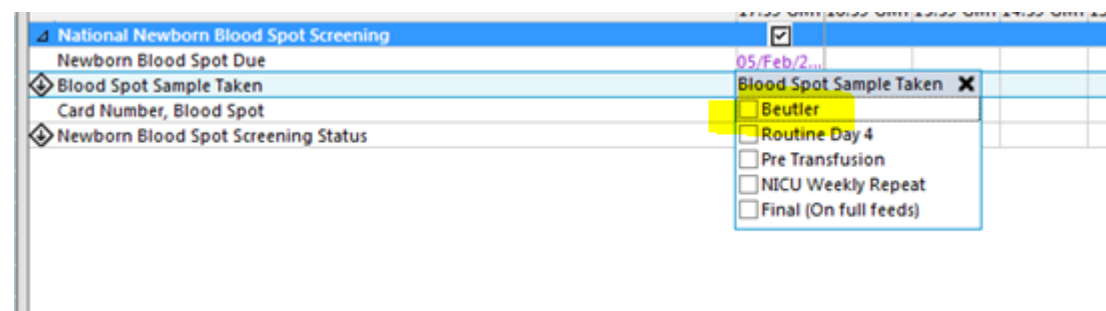 National Newborn Blood Spot Screening
Newborn Blood Spot Due 05/Feb/2...
Blood Spot Sample Taken Blood Spot Sample Taken
Card Number, Blood Spot Beutler
Newborn Blood Spot Screening Status Routine Day 4
Pre Transfusion
NICU Weekly Repeat
Final (On full feeds)